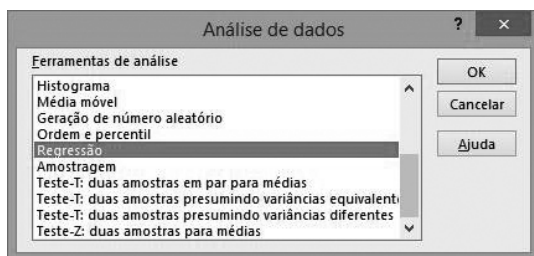 Análise de dados
? ×
Ferramentas de análise
Histograma
Média móvel
Geração de número aleatório
Ordem e percentil
Regressão
Amostragem
Teste-T: duas amostras em par para médias
Teste-T: duas amostras presumindo variâncias equivalent
Teste-T: duas amostras presumindo variâncias diferentes
Teste-Z: duas amostras para médias
OK
Cancelar
Ajuda